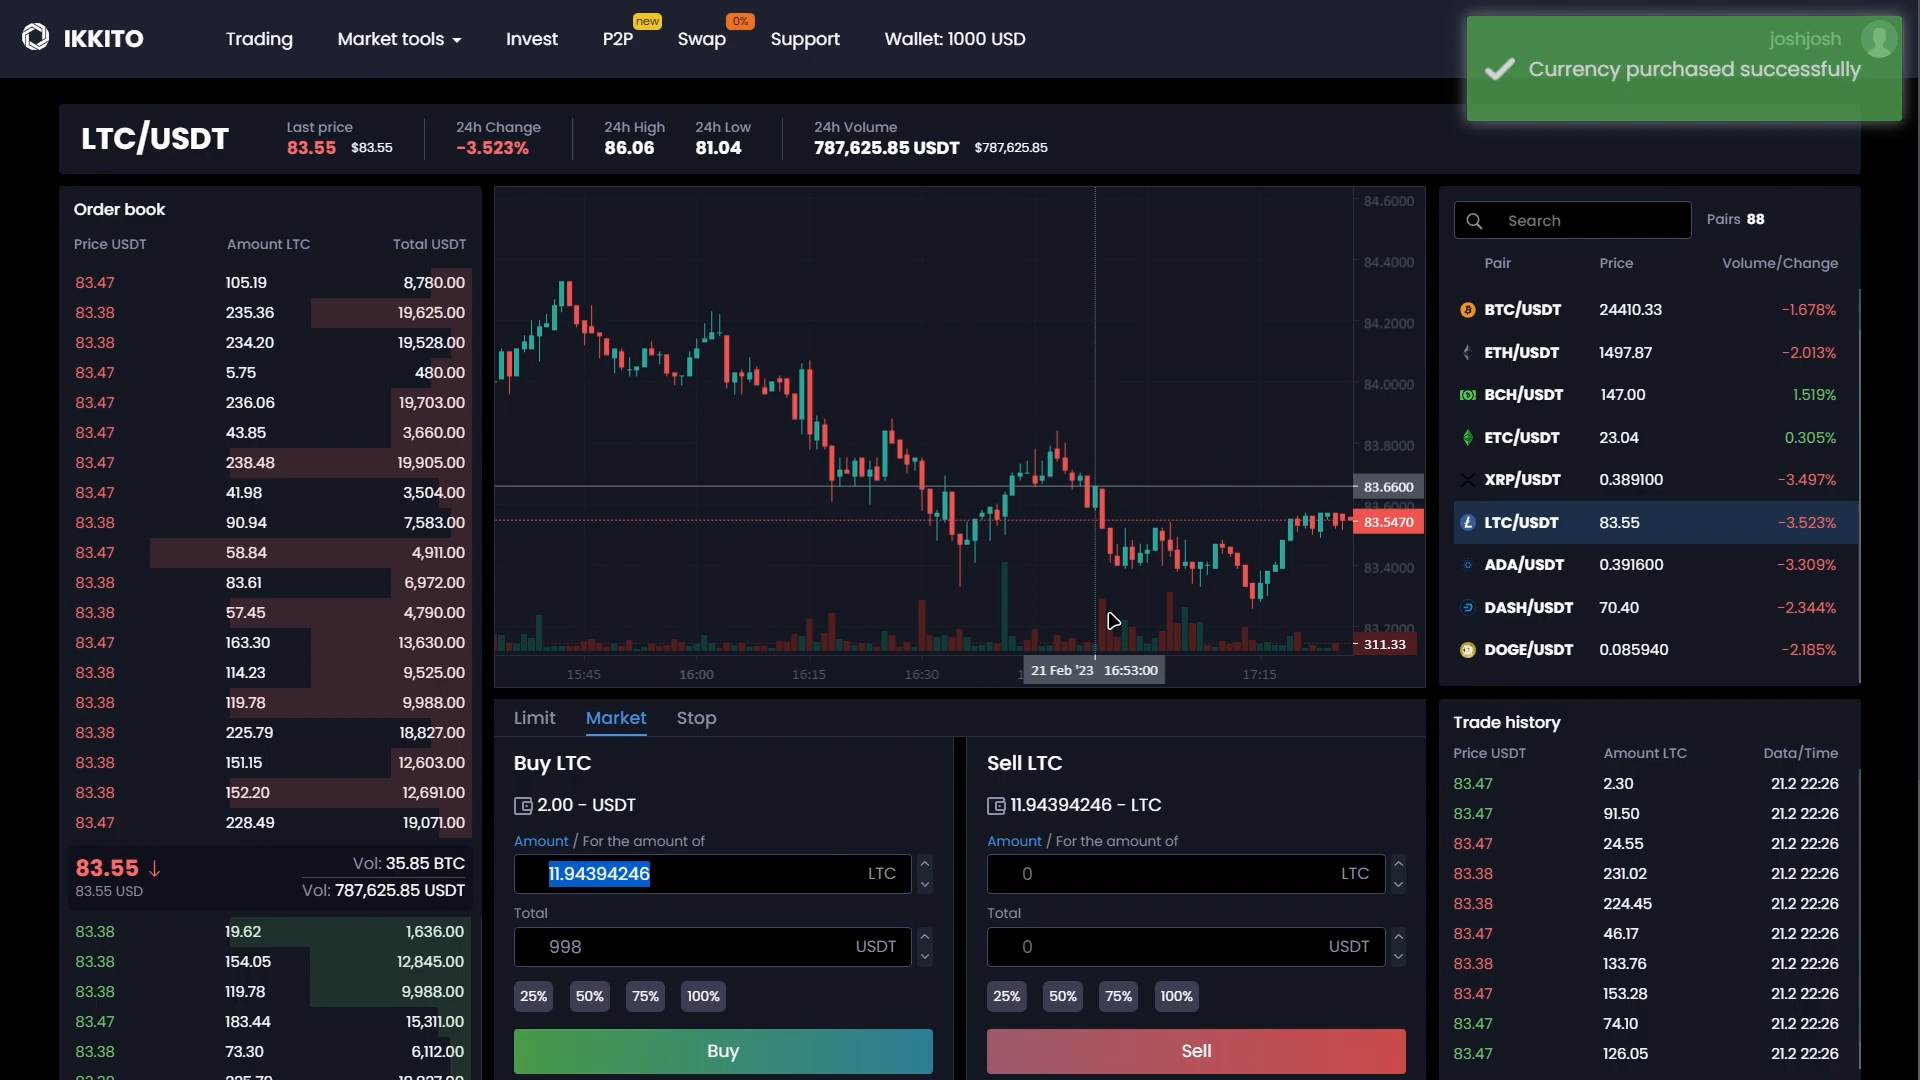 IKKITO
Trading
Market tools
Invest
P2P
new
Swap
0%
Support
Wallet: 1000 USD
joshjosh
Currency purchased successfully
LTC/USDT
Last price
83.55 $83.55
24h Change
-3.523%
24h High
86.06
24h Low
81.04
24h Volume
787,625.85 USDT $787,625.85
Order book
Price USDT Amount LTC Total USDT
83.47 105.19 8,780.00
83.38 235.36 19,625.00
83.38 234.20 19,528.00
83.47 5.75 480.00
83.47 236.06 19,703.00
83.47 43.85 3,660.00
83.47 238.48 19,905.00
83.47 41.98 3,504.00
83.38 90.94 7,583.00
83.47 58.84 4,911.00
83.38 83.61 6,972.00
83.38 57.45 4,790.00
83.47 163.30 13,630.00
83.38 114.23 9,525.00
83.38 119.78 9,988.00
83.38 225.79 18,827.00
83.38 151.15 12,603.00
83.38 152.20 12,691.00
83.47 228.49 19,071.00
83.55 ↓ Vol: 35.85 BTC
83.55 USD Vol: 787,625.85 USDT
83.38 19.62 1,636.00
83.38 154.05 12,845.00
83.38 119.78 9,988.00
83.47 183.44 15,311.00
83.38 73.30 6,112.00
84.6000
84.4000
84.2000
84.0000
83.8000
83.6600
83.5470
83.4000
83.2000
311.33
15:45 16:00 16:15 16:30 21 Feb '23 16:53:00 17:15
Limit Market Stop
Buy LTC
2.00 - USDT
Amount / For the amount of
11.94394246 LTC
Total
998 USDT
25% 50% 75% 100%
Buy
Sell LTC
11.94394246 - LTC
Amount / For the amount of
0 LTC
Total
0 USDT
25% 50% 75% 100%
Sell
Search
Pairs 88
Pair Price Volume/Change
BTC/USDT 24410.33 -1.678%
ETH/USDT 1497.87 -2.013%
BCH/USDT 147.00 1.519%
ETC/USDT 23.04 0.305%
XRP/USDT 0.389100 -3.497%
LTC/USDT 83.55 -3.523%
ADA/USDT 0.391600 -3.309%
DASH/USDT 70.40 -2.344%
DOGE/USDT 0.085940 -2.185%
Trade history
Price USDT Amount LTC Data/Time
83.47 2.30 21.2 22:26
83.47 91.50 21.2 22:26
83.47 24.55 21.2 22:26
83.38 231.02 21.2 22:26
83.38 224.45 21.2 22:26
83.47 46.17 21.2 22:26
83.38 133.76 21.2 22:26
83.47 153.28 21.2 22:26
83.47 74.10 21.2 22:26
83.47 126.05 21.2 22:26